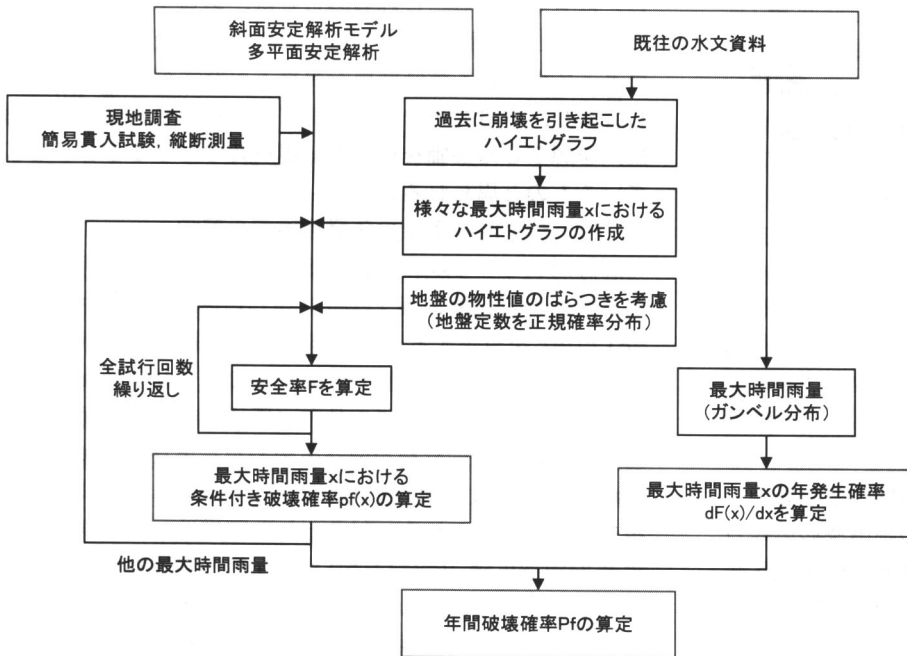 斜面安定解析モデル
多平面安定解析
既往の水文資料
現地調査
簡易貫入試験, 縦断測量
過去に崩壊を引き起こした
ハイエトグラフ
様々な最大時間雨量xにおける
ハイエトグラフの作成
地盤の物性値のばらつきを考慮
(地盤定数を正規確率分布)
全試行回数
繰り返し
安全率Fを算定
最大時間雨量
(ガンベル分布)
最大時間雨量xにおける
条件付き破壊確率pf(x)の算定
最大時間雨量xの年発生確率
dF(x)/dxを算定
他の最大時間雨量
年間破壊確率Pfの算定